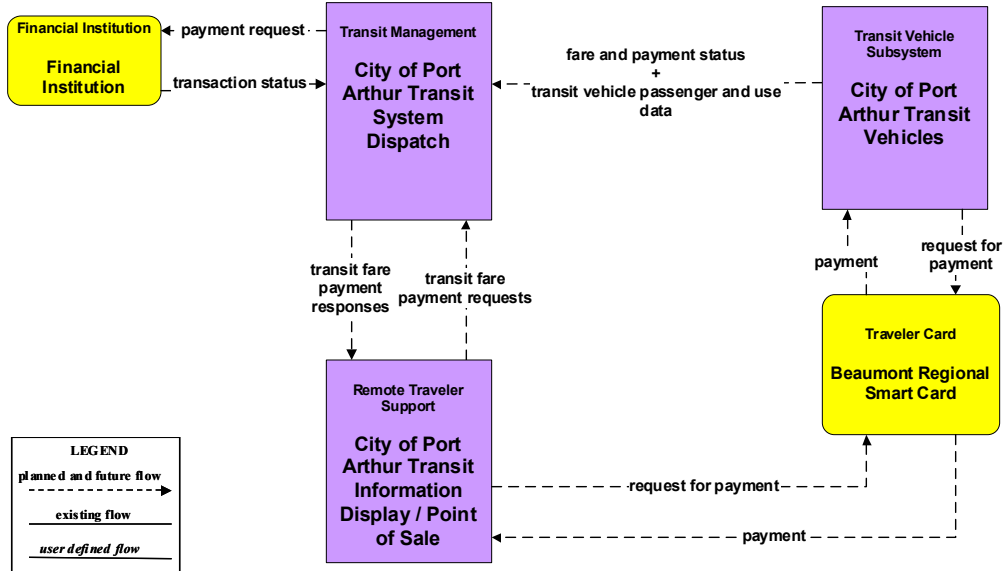 Financial Institution
Financial
Institution
payment request
transaction status
Transit Management
City of Port
Arthur Transit
System
Dispatch
fare and payment status
+
transit vehicle passenger and use
data
Transit Vehicle
Subsystem
City of Port
Arthur Transit
Vehicles
transit fare
payment
responses
transit fare
payment requests
payment
request for
payment
Traveler Card
Beaumont Regional
Smart Card
Remote Traveler
Support
City of Port
Arthur Transit
Information
Display / Point
of Sale
request for payment
payment
LEGEND
planned and future flow
existing flow
user defined flow